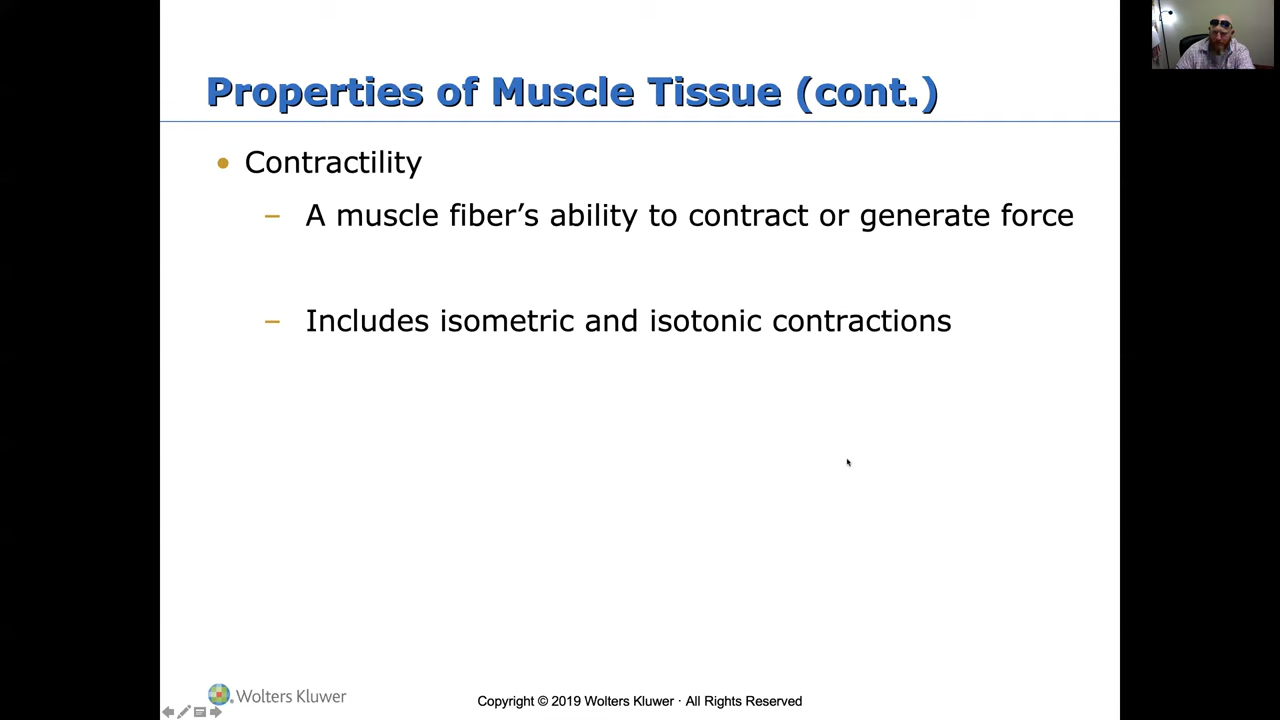 Properties of Muscle Tissue (cont.)
• Contractility
– A muscle fiber’s ability to contract or generate force
– Includes isometric and isotonic contractions
Wolters Kluwer
Copyright © 2019 Wolters Kluwer · All Rights Reserved